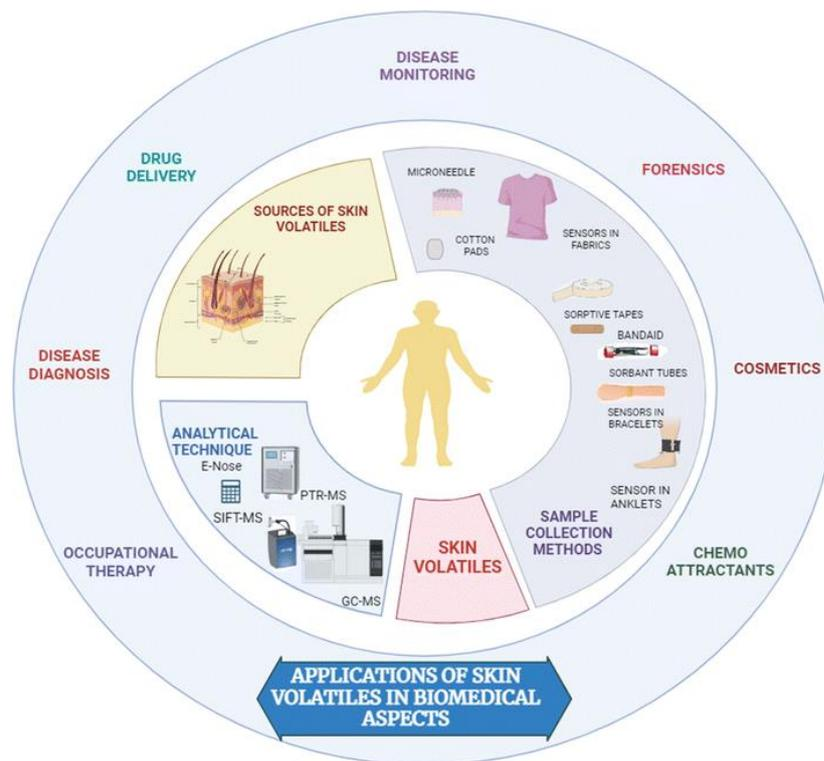 DISEASE
MONITORING
DRUG
DELIVERY
FORENSICS
SOURCES OF SKIN
VOLATILES
MICRONEEDLE
COTTON
PADS
SENSORS IN
FABRICS
SORPTIVE TAPES
BANDAID
SORBANT TUBES
SENSORS IN
BRACELETS
SENSOR IN
ANKLETS
SAMPLE
COLLECTION
METHODS
DISEASE
DIAGNOSIS
COSMETICS
ANALYTICAL
TECHNIQUE
E-Nose
PTR-MS
SIFT-MS
GC-MS
SKIN
VOLATILES
OCCUPATIONAL
THERAPY
CHEMO
ATTRACTANTS
APPLICATIONS OF SKIN
VOLATILES IN BIOMEDICAL
ASPECTS